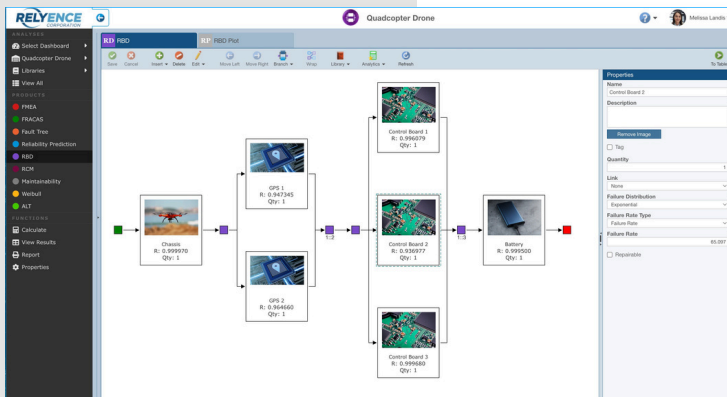 RELYENCE
CORPORATION
Quadcopter Drone
Melissa Landis
ANALYSES
Select Dashboard
Quadcopter Drone
Libraries
View All
PRODUCTS
FMEA
FRACAS
Fault Tree
Reliability Prediction
RBD
RCM
Maintainability
Weibull
ALT
FUNCTIONS
Calculate
View Results
Report
Properties
RD RBD
RP RBD Plot
Save Cancel Insert Delete Edit Move Left Move Right Branch Wrap Library Analytics Refresh To Table
Chassis
R: 0.999970
Qty: 1
GPS 1
R: 0.947345
Qty: 1
GPS 2
R: 0.964660
Qty: 1
1::2
Control Board 1
R: 0.996079
Qty: 1
Control Board 2
R: 0.936977
Qty: 1
Control Board 3
R: 0.999680
Qty: 1
1::3
Battery
R: 0.999500
Qty: 1
Properties
Name
Control Board 2
Description
Remove Image
Tag
Quantity
1
Link
None
Failure Distribution
Exponential
Failure Rate Type
Failure Rate
Failure Rate
65.097
Repairable